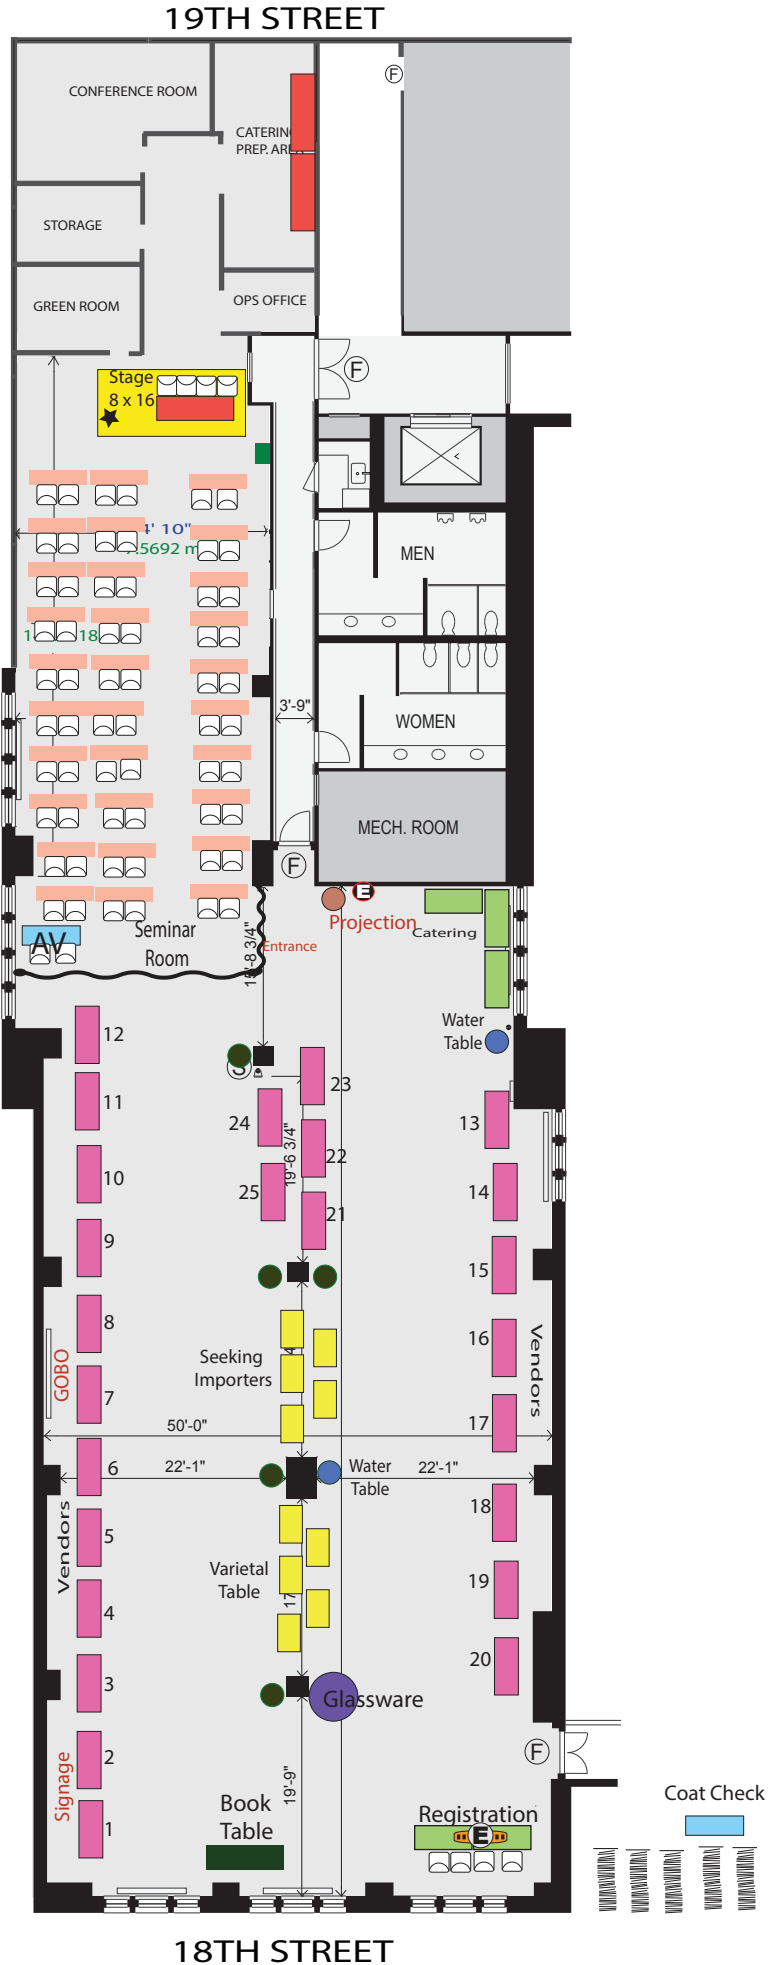 19TH STREET
CONFERENCE ROOM
F
CATERING
PREP. AREA
STORAGE
GREEN ROOM
OPS OFFICE
F
Stage
8 x 16
4' 10"
.5692 m
MEN
18
3'-9"
WOMEN
MECH. ROOM
F
E
Projection
Catering
AV
Seminar
Room
Entrance
15'-8 3/4"
Water
Table
12
23
11
24
13
19'-6 3/4"
22
10
25
14
21
9
15
8
16
Vendors
Seeking
Importers
GOBO
7
17
50'-0"
6
22'-1"
Water
Table
22'-1"
18
5
Vendors
Varietal
Table
17
19
4
20
3
Glassware
Signage
2
F
19'-9"
Coat Check
1
Book
Table
Registration
E
18TH STREET